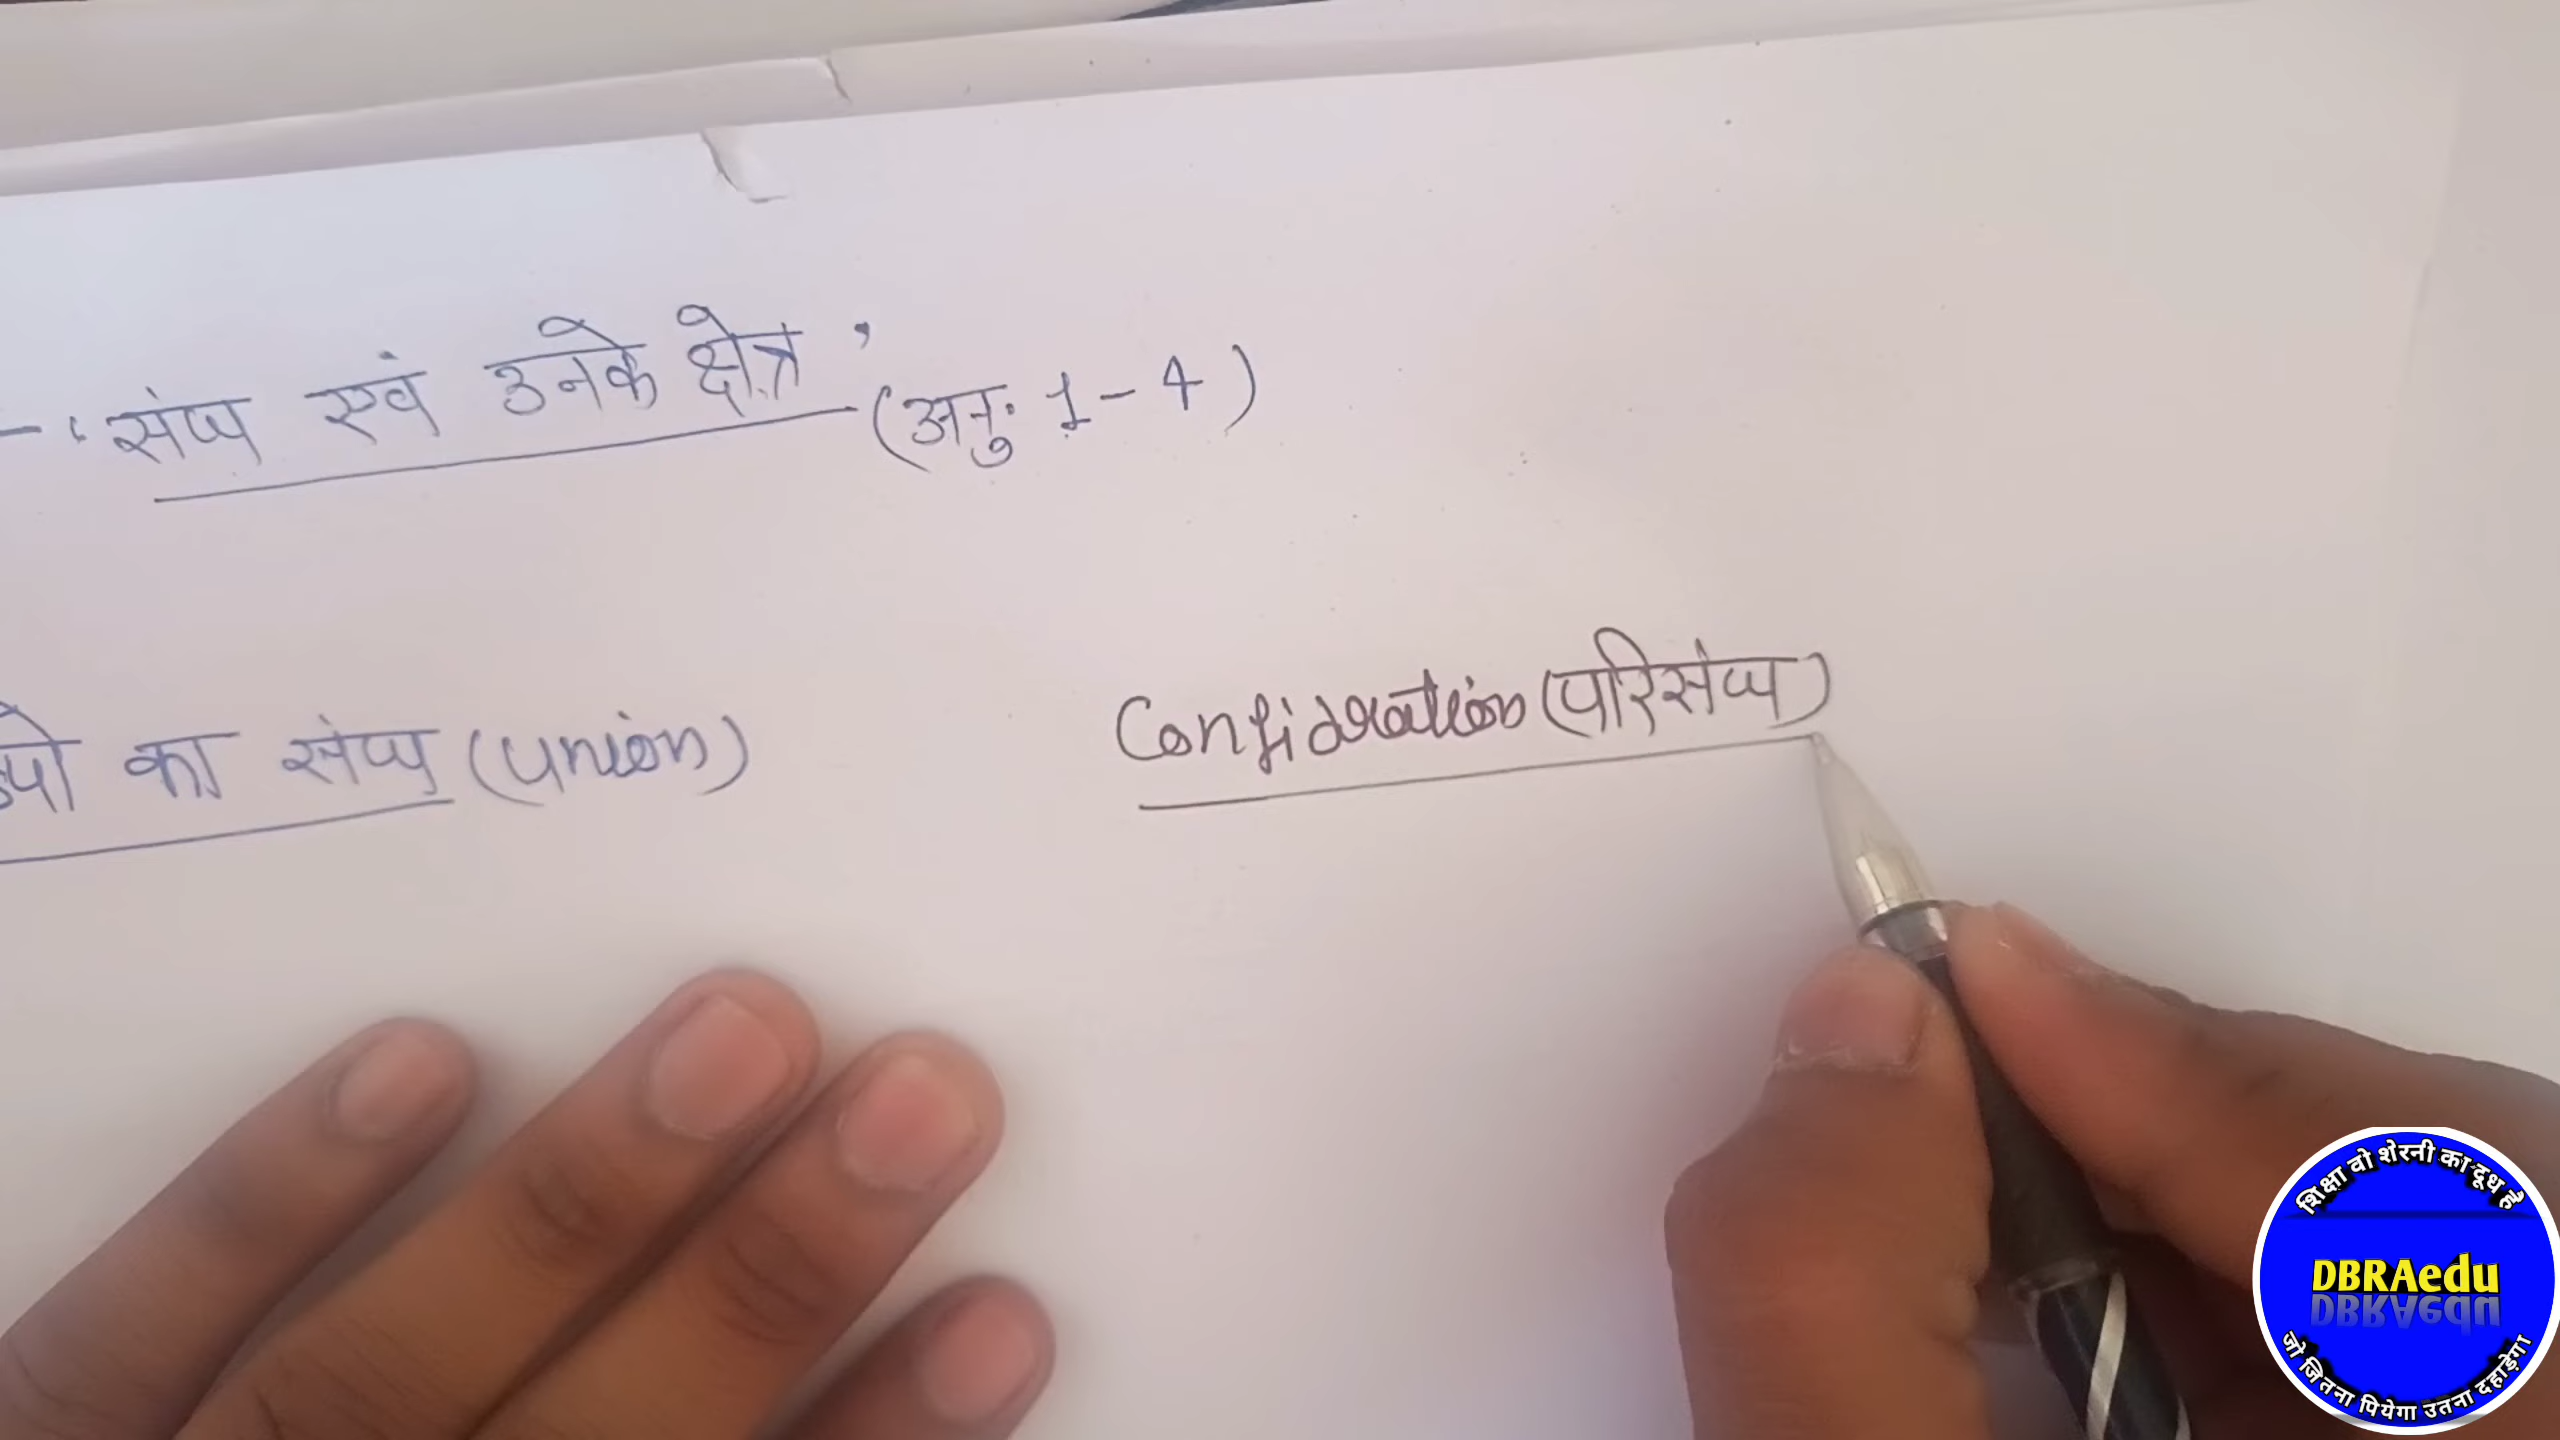 - 'संघ एवं उनके क्षेत्र' (अनु. 1-4)
का संघ (union)
Confidration (परिसंघ)
शिक्षा वो शेरनी का दूध है
DBRAedu
जो जितना पियेगा उतना दहाड़ेगा